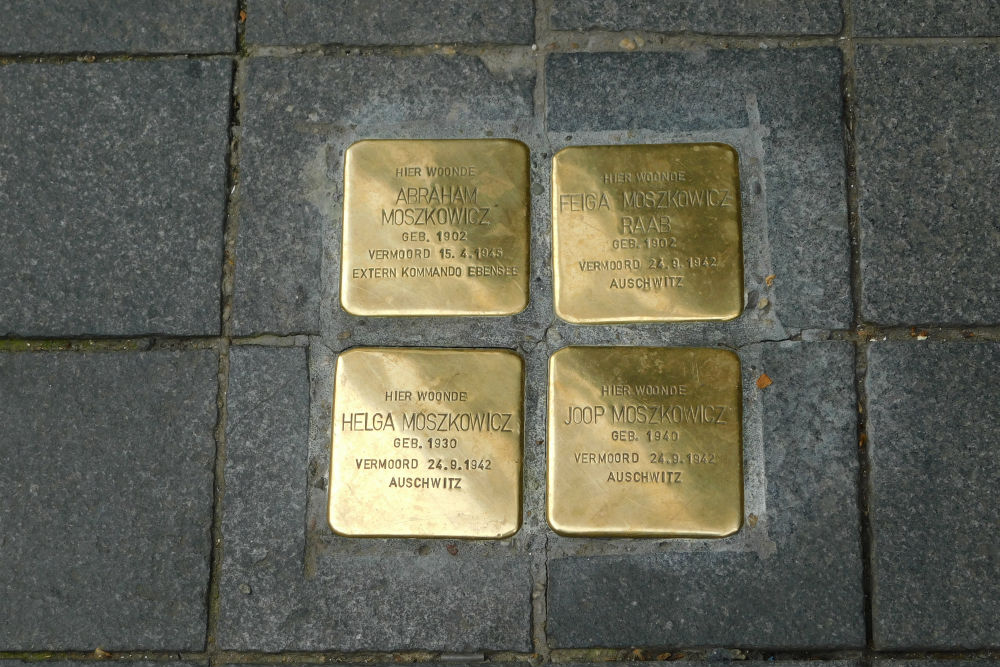 HIER WOONDE
ABRAHAM
MOSZKOWICZ
GEB. 1902
VERMOORD 15.4.1945
EXTERN KOMMANDO EBENSEE
HIER WOONDE
FEIGA MOSZKOWICZ
RAAB
GEB. 1902
VERMOORD 24.9.1942
AUSCHWITZ
HIER WOONDE
HELGA MOSZKOWICZ
GEB. 1930
VERMOORD 24.9.1942
AUSCHWITZ
HIER WOONDE
JOOP MOSZKOWICZ
GEB. 1940
VERMOORD 24.9.1942
AUSCHWITZ